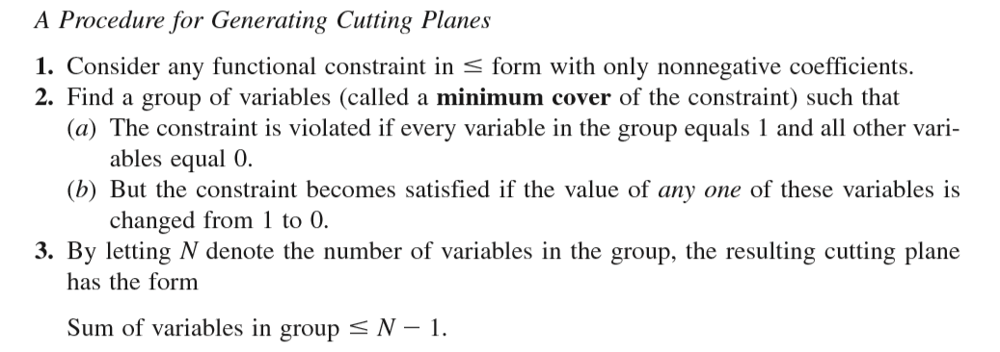 A Procedure for Generating Cutting Planes
1. Consider any functional constraint in ≤ form with only nonnegative coefficients.
2. Find a group of variables (called a minimum cover of the constraint) such that
(a) The constraint is violated if every variable in the group equals 1 and all other vari-
ables equal 0.
(b) But the constraint becomes satisfied if the value of any one of these variables is
changed from 1 to 0.
3. By letting N denote the number of variables in the group, the resulting cutting plane
has the form
Sum of variables in group ≤ N − 1.